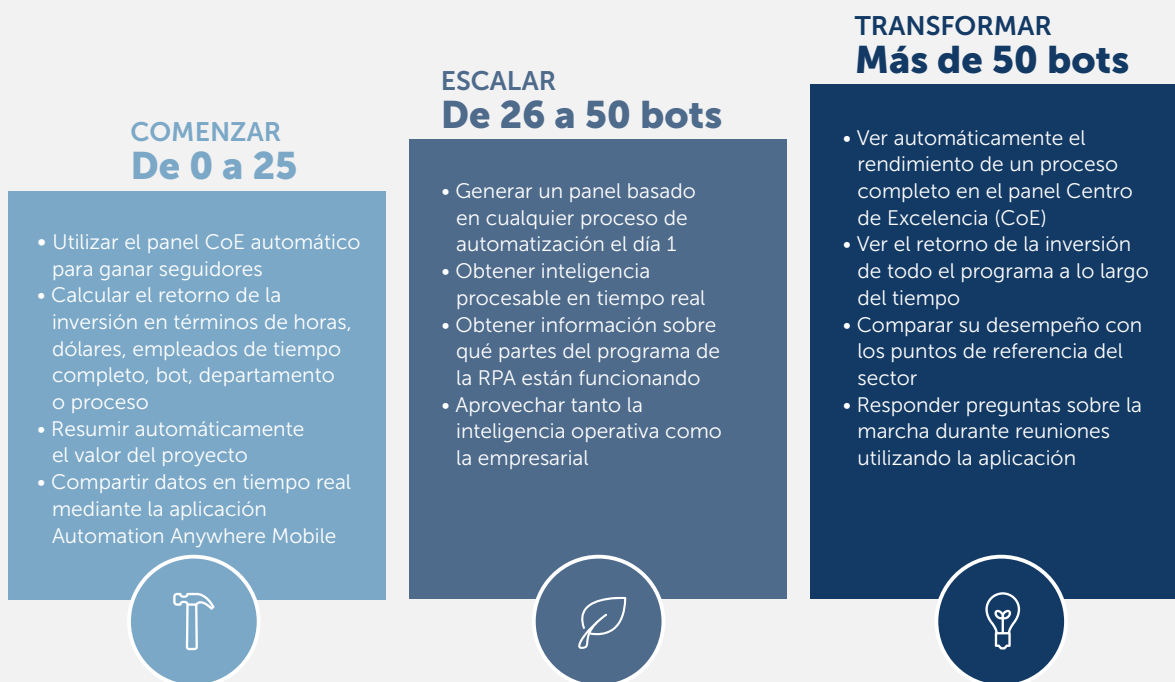 COMENZAR
De 0 a 25
• Utilizar el panel CoE automático
para ganar seguidores
• Calcular el retorno de la
inversión en términos de horas,
dólares, empleados de tiempo
completo, bot, departamento
o proceso
• Resumir automáticamente
el valor del proyecto
• Compartir datos en tiempo real
mediante la aplicación
Automation Anywhere Mobile
ESCALAR
De 26 a 50 bots
• Generar un panel basado
en cualquier proceso de
automatización el día 1
• Obtener inteligencia
procesable en tiempo real
• Obtener información sobre
qué partes del programa de
la RPA están funcionando
• Aprovechar tanto la
inteligencia operativa como
la empresarial
TRANSFORMAR
Más de 50 bots
• Ver automáticamente el
rendimiento de un proceso
completo en el panel Centro
de Excelencia (CoE)
• Ver el retorno de la inversión
de todo el programa a lo largo
del tiempo
• Comparar su desempeño con
los puntos de referencia del
sector
• Responder preguntas sobre la
marcha durante reuniones
utilizando la aplicación